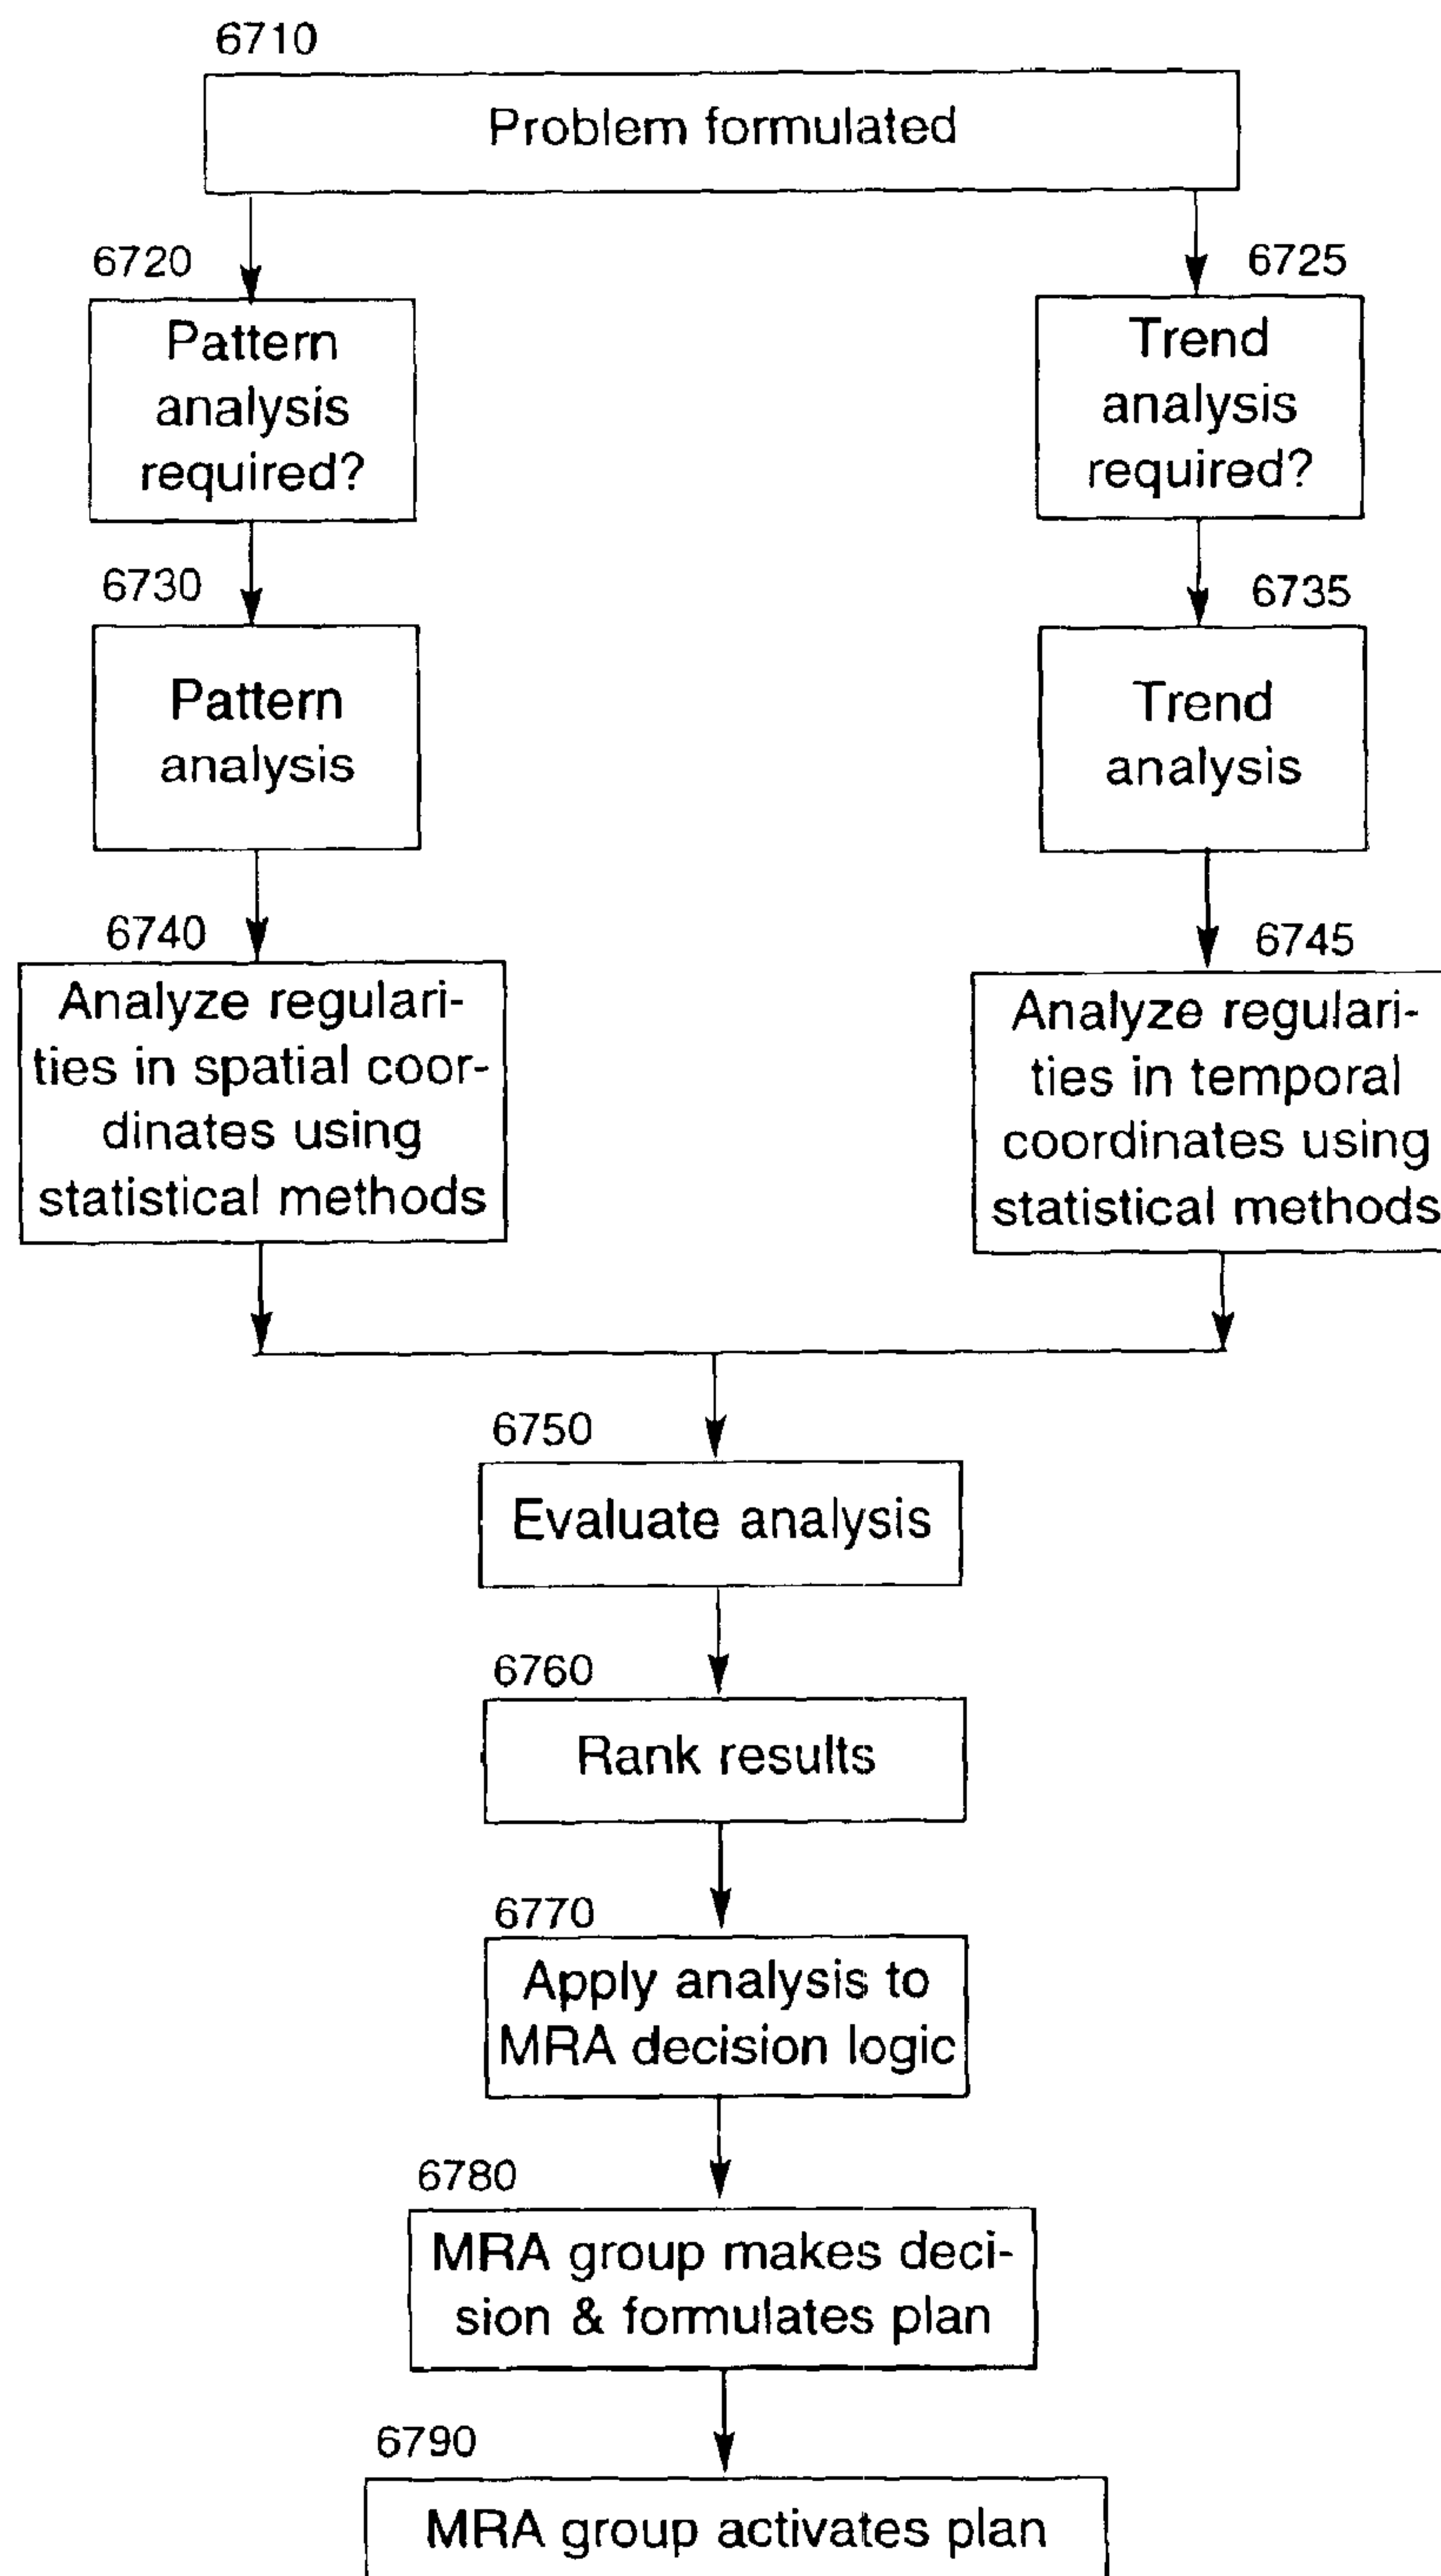 6710
Problem formulated
6720
Pattern
analysis
required?
6725
Trend
analysis
required?
6730
Pattern
analysis
6735
Trend
analysis
6740
Analyze regulari-
ties in spatial coor-
dinates using
statistical methods
6745
Analyze regulari-
ties in temporal
coordinates using
statistical methods
6750
Evaluate analysis
6760
Rank results
6770
Apply analysis to
MRA decision logic
6780
MRA group makes deci-
sion & formulates plan
6790
MRA group activates plan